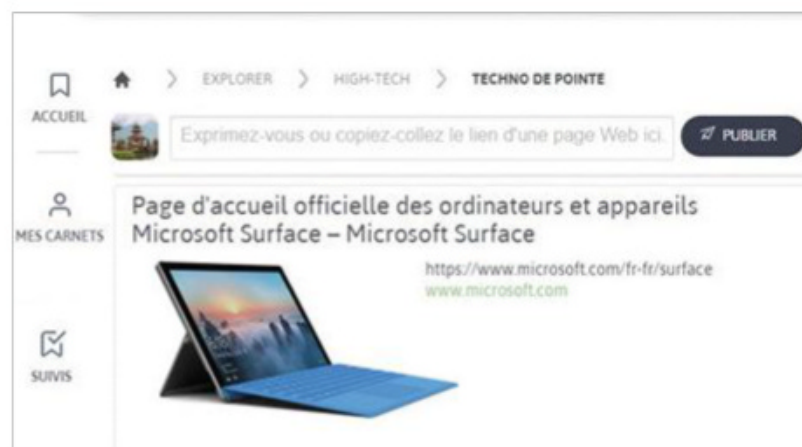 EXPLORER HIGH-TECH TECHNO DE POINTE
ACCUEIL
Exprimez-vous ou copiez-collez le lien d'une page Web ici.
PUBLIER
MES CARNETS
Page d'accueil officielle des ordinateurs et appareils
Microsoft Surface – Microsoft Surface
https://www.microsoft.com/fr-fr/surface
www.microsoft.com
SUIVIS